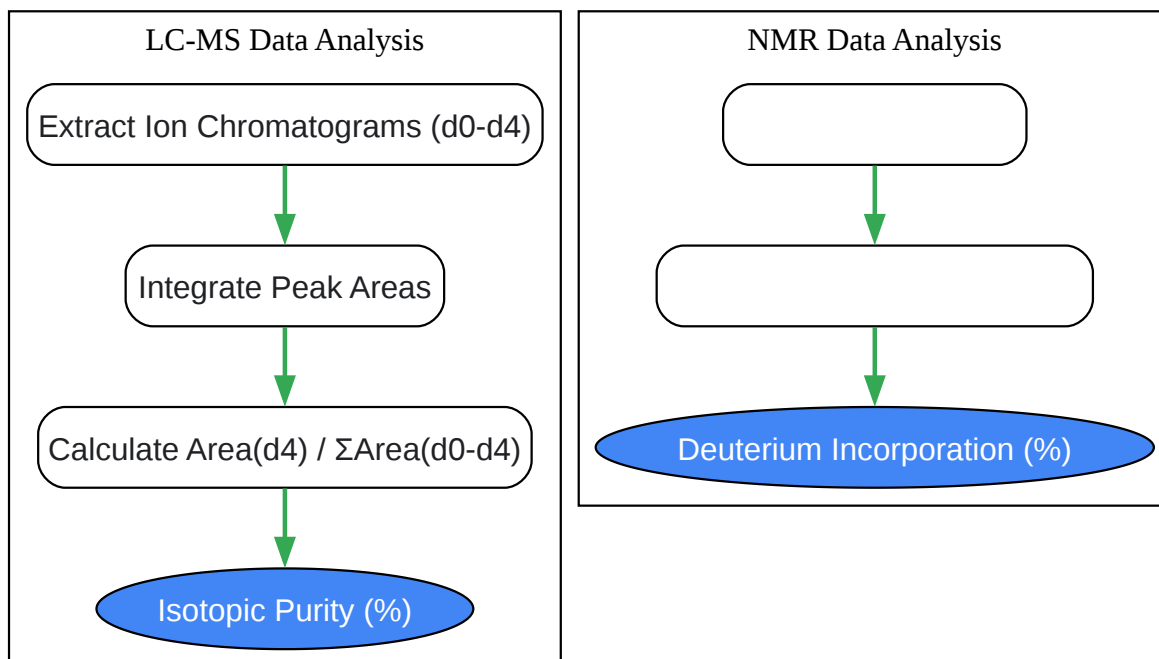 LC-MS Data Analysis
Extract Ion Chromatograms (d0-d4)
Integrate Peak Areas
Calculate Area(d4) / ΣArea(d0-d4)
Isotopic Purity (%)
NMR Data Analysis
Deuterium Incorporation (%)